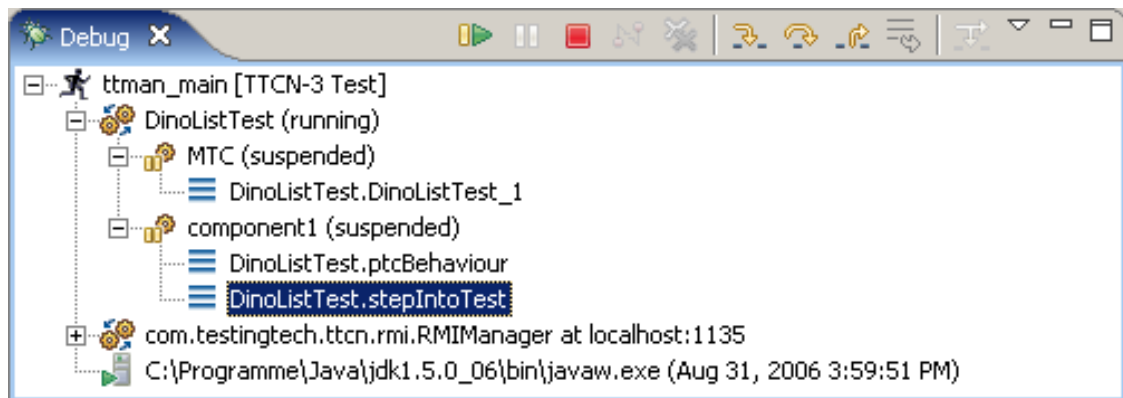 Debug
ttman_main [TTCN-3 Test]
DinoListTest (running)
MTC (suspended)
DinoListTest.DinoListTest_1
component1 (suspended)
DinoListTest.ptcBehaviour
DinoListTest.stepIntoTest
com.testingtech.ttcn.rmi.RMIManager at localhost:1135
C:\Programme\Java\jdk1.5.0_06\bin\javaw.exe (Aug 31, 2006 3:59:51 PM)